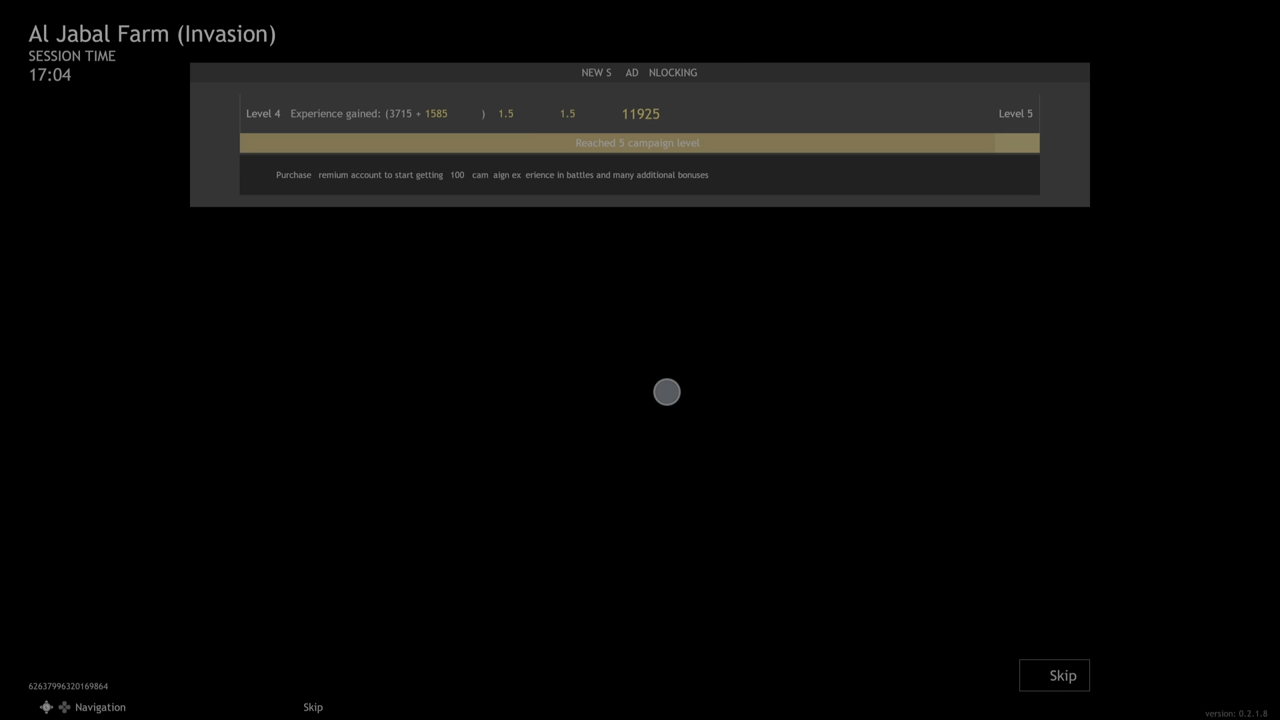 Al Jabal Farm (Invasion)
SESSION TIME
17:04
NEW S AD NLOCKING
Level 4 Experience gained: (3715 + 1585 ) 1.5 1.5 11925 Level 5
Reached 5 campaign level
Purchase remium account to start getting 100 cam aign ex erience in battles and many additional bonuses
Skip
62637996320169864
Navigation Skip
version: 0.2.1.8